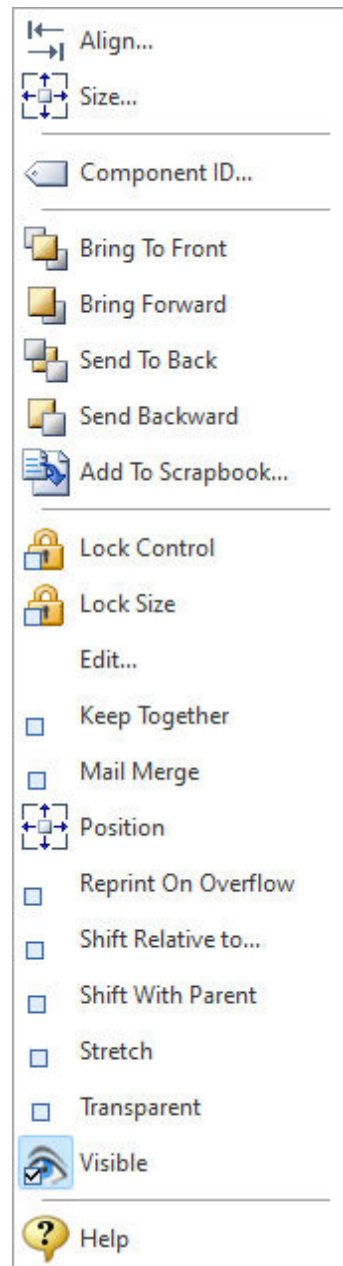 Align...
Size...
Component ID...
Bring To Front
Bring Forward
Send To Back
Send Backward
Add To Scrapbook...
Lock Control
Lock Size
Edit...
Keep Together
Mail Merge
Position
Reprint On Overflow
Shift Relative to...
Shift With Parent
Stretch
Transparent
Visible
Help